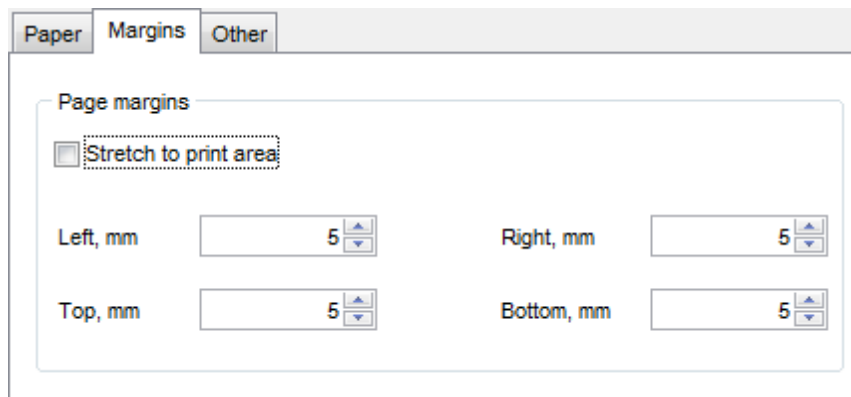 Paper Margins Other
Page margins
Stretch to print area
Left, mm 5 Right, mm 5
Top, mm 5 Bottom, mm 5